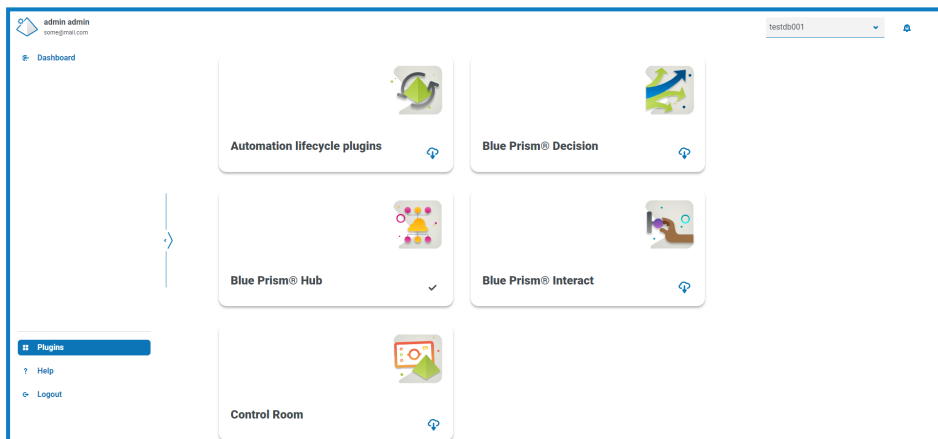 admin admin
some@mail.com
testdb001
Dashboard
Automation lifecycle plugins
Blue Prism® Decision
Blue Prism® Hub
Blue Prism® Interact
Control Room
Plugins
? Help
Logout